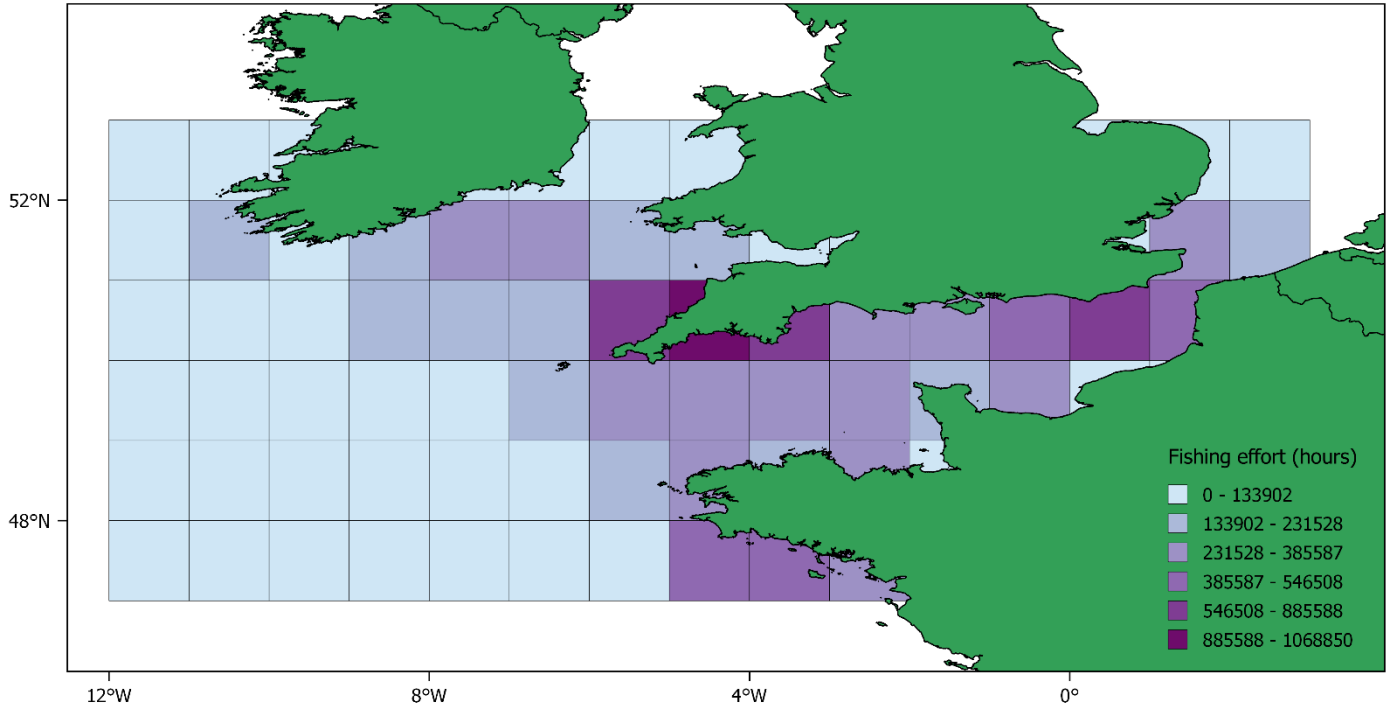 52°N
48°N
Fishing effort (hours)
0 - 133902
133902 - 231528
231528 - 385587
385587 - 546508
546508 - 885588
885588 - 1068850
12°W 8°W 4°W 0°